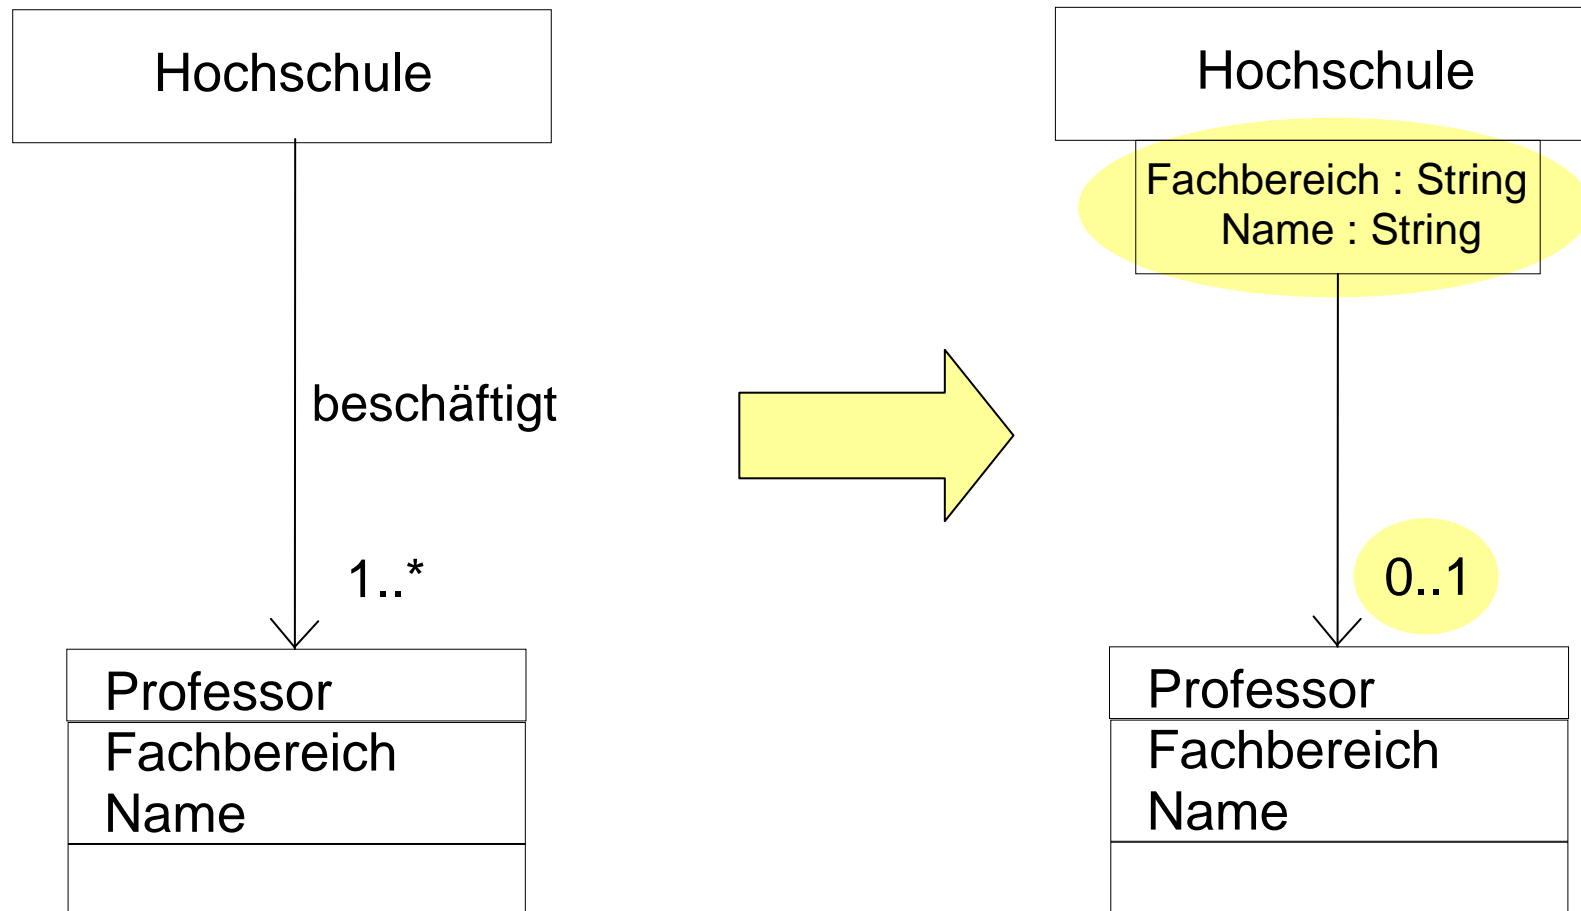 Hochschule
beschäftigt
1..*
Professor
Fachbereich
Name
Hochschule
Fachbereich : String
Name : String
0..1
Professor
Fachbereich
Name